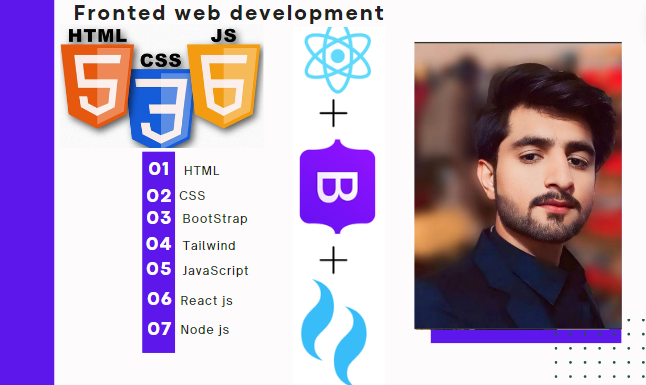 Fronted web development
HTML
CSS
JS
5
3
6
B
01 HTML
02 CSS
03 BootStrap
04 Tailwind
05 JavaScript
06 React js
07 Node js